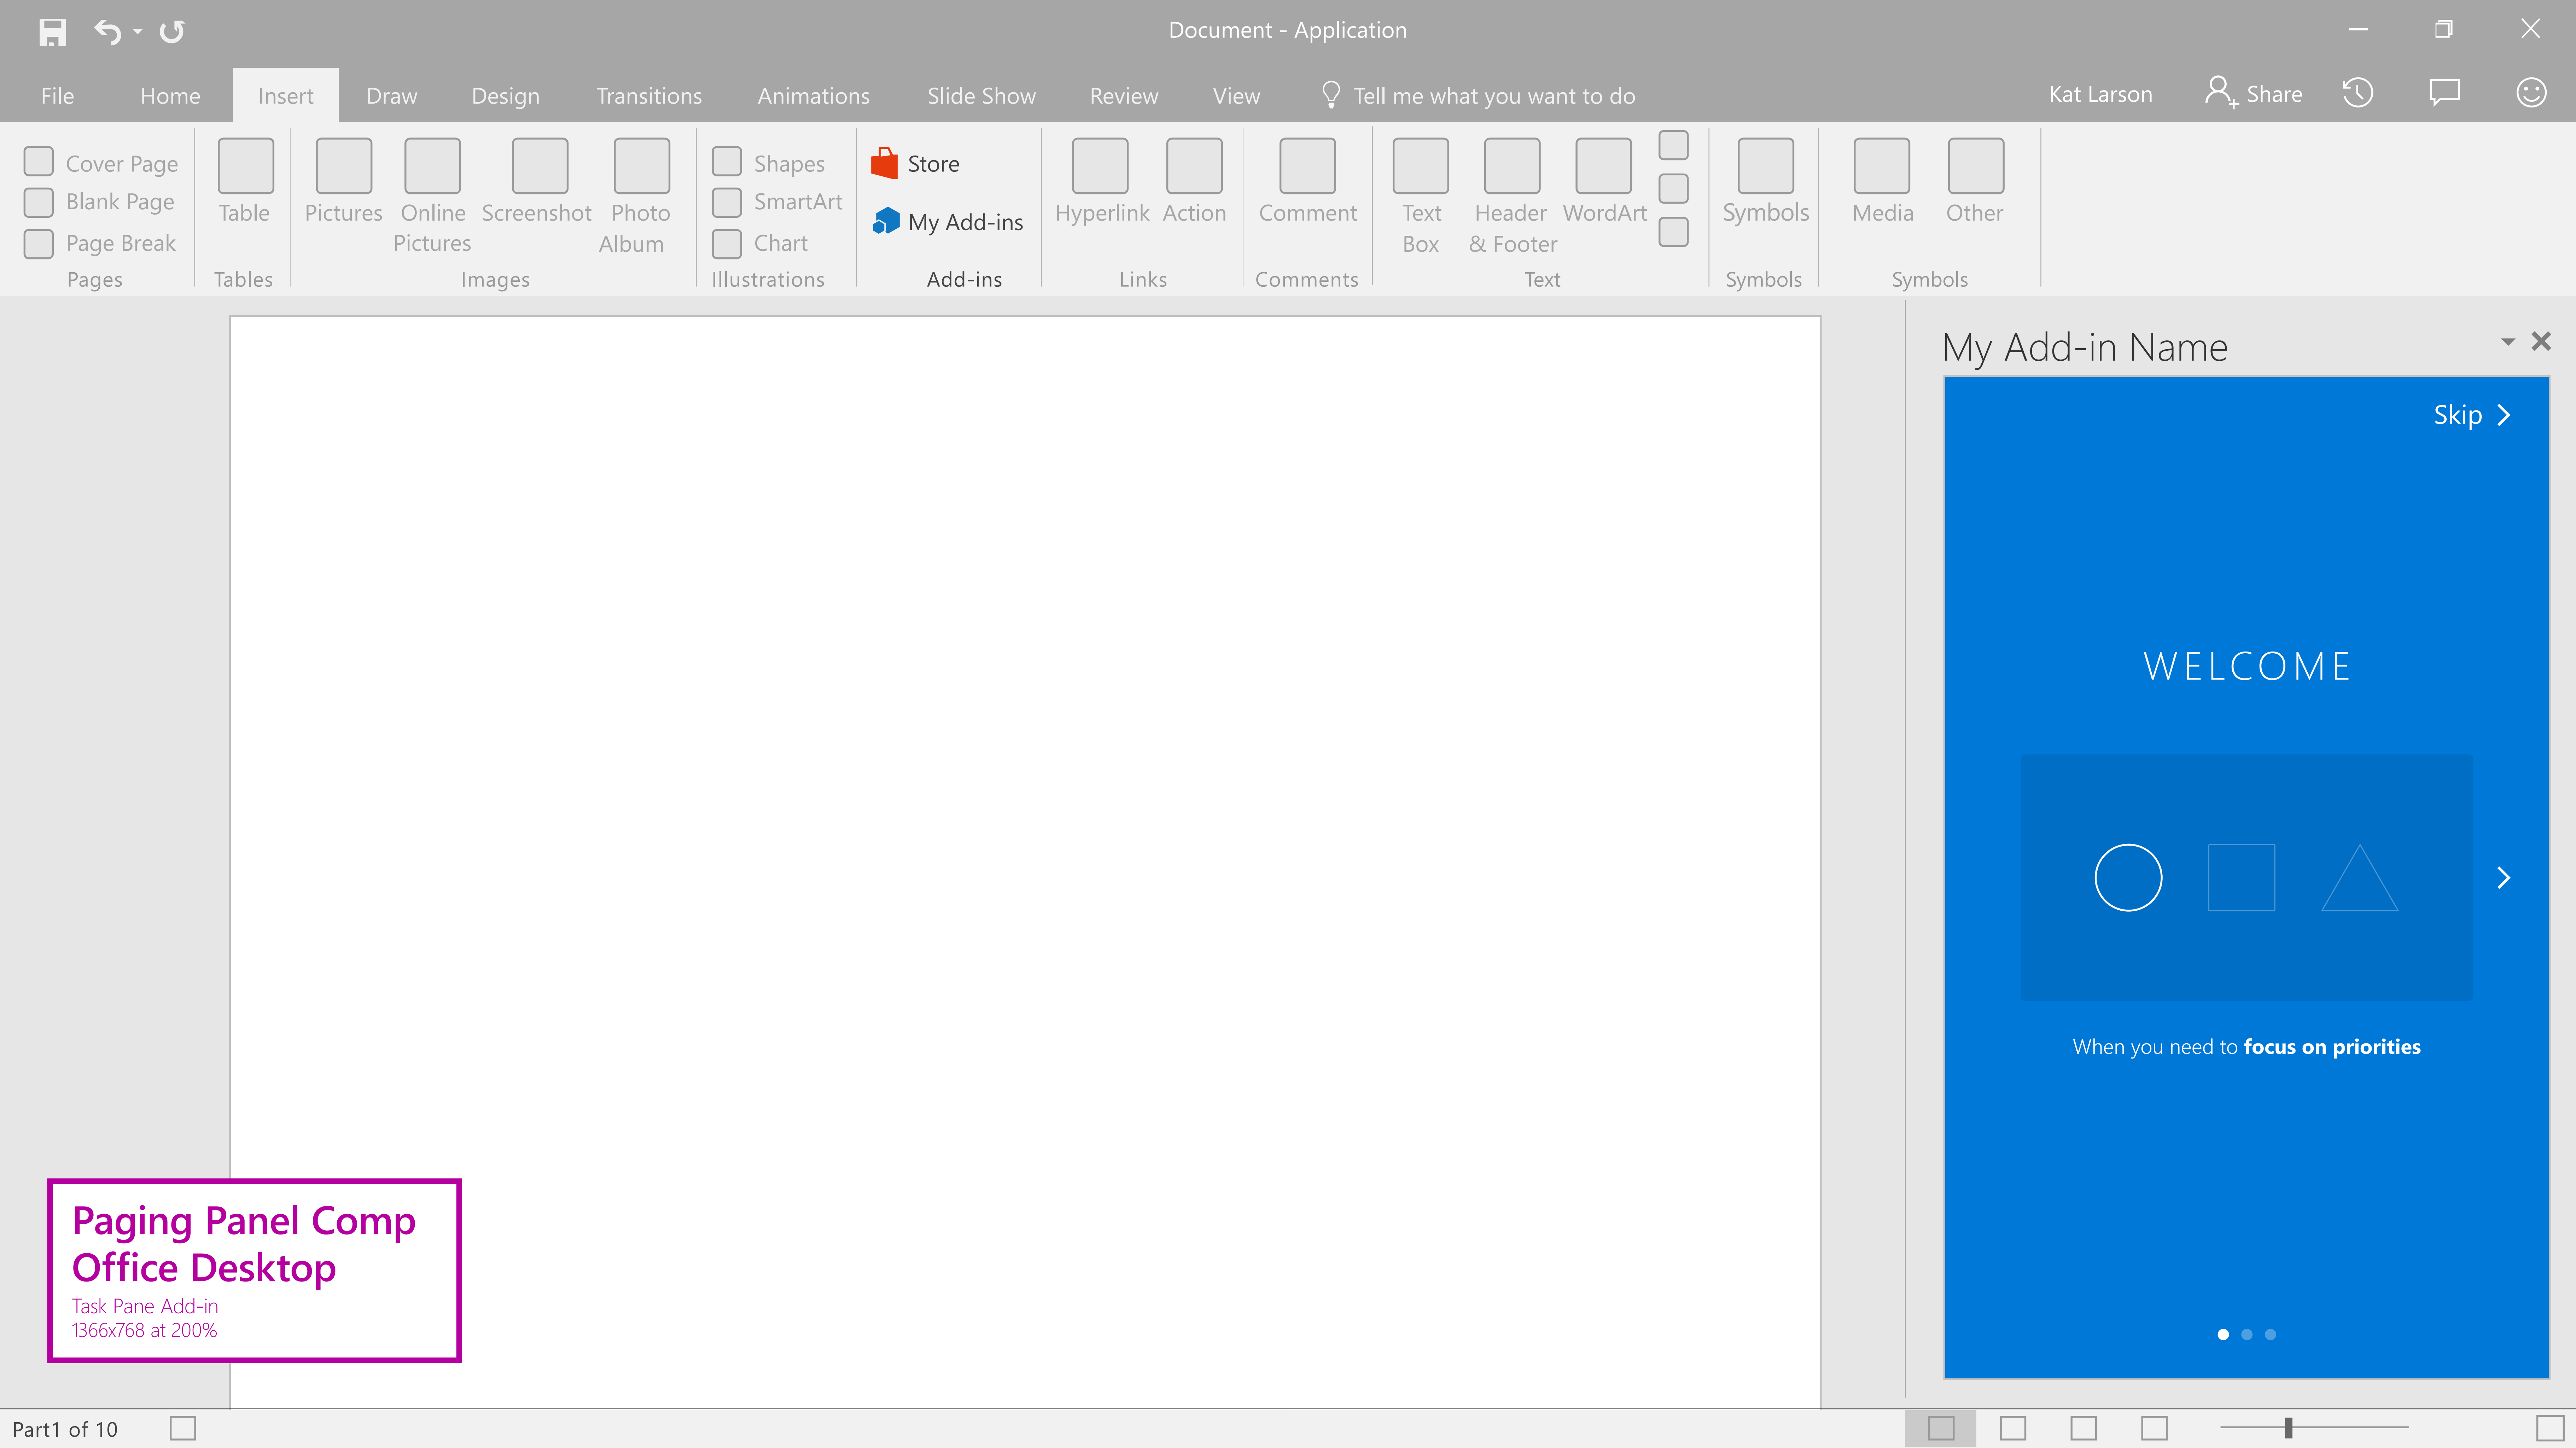 Document - Application
File Home Insert Draw Design Transitions Animations Slide Show Review View Tell me what you want to do Kat Larson Share
Cover Page
Blank Page
Page Break
Pages
Table
Tables
Pictures
Online
Pictures
Screenshot
Photo
Album
Images
Shapes
SmartArt
Chart
Illustrations
Store
My Add-ins
Add-ins
Hyperlink
Action
Links
Comment
Comments
Text
Box
Header
& Footer
WordArt
Text
Symbols
Symbols
Media
Other
Symbols
My Add-in Name
Skip
WELCOME
When you need to focus on priorities
Paging Panel Comp
Office Desktop
Task Pane Add-in
1366x768 at 200%
Part1 of 10